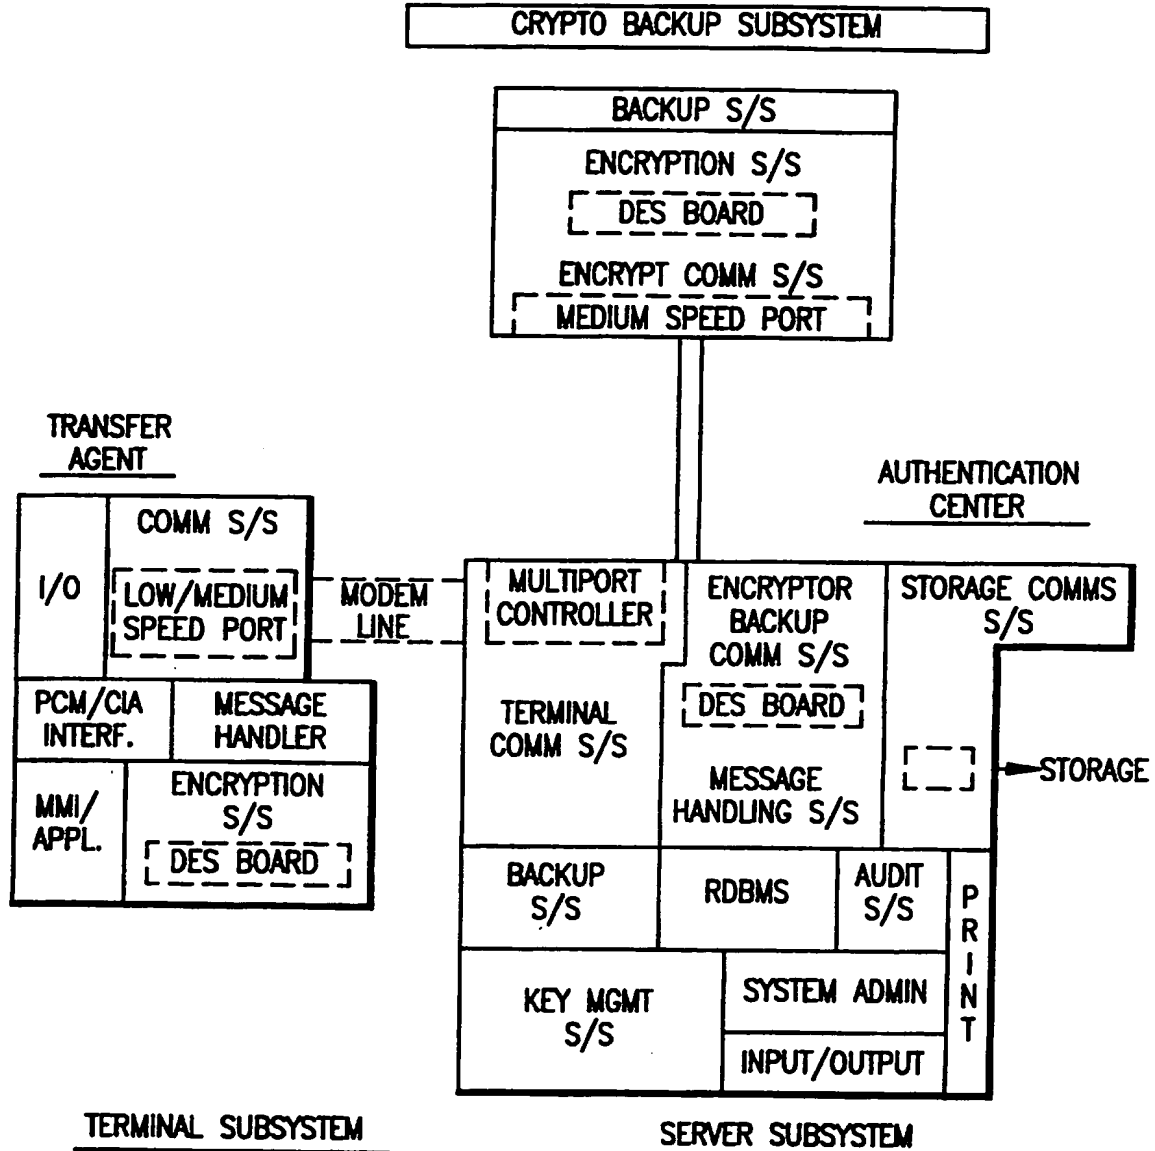 CRYPTO BACKUP SUBSYSTEM
BACKUP S/S
ENCRYPTION S/S
DES BOARD
ENCRYPT COMM S/S
MEDIUM SPEED PORT
TRANSFER
AGENT
COMM S/S
I/O
LOW/MEDIUM
SPEED PORT
PCM/CIA
INTERF.
MESSAGE
HANDLER
MMI/
APPL.
ENCRYPTION
S/S
DES BOARD
MODEM
LINE
AUTHENTICATION
CENTER
MULTIPORT
CONTROLLER
TERMINAL
COMM S/S
ENCRYPTOR
BACKUP
COMM S/S
DES BOARD
MESSAGE
HANDLING S/S
STORAGE COMMS
S/S
STORAGE
BACKUP
S/S
RDBMS
AUDIT
S/S
PRINT
KEY MGMT
S/S
SYSTEM ADMIN
INPUT/OUTPUT
TERMINAL SUBSYSTEM
SERVER SUBSYSTEM